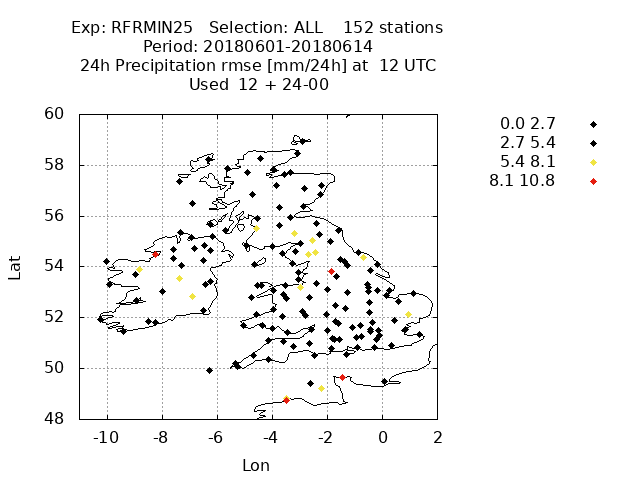 Exp: RFRMIN25 Selection: ALL 152 stations
Period: 20180601-20180614
24h Precipitation rmse [mm/24h] at 12 UTC
Used 12 + 24-00
0.0 2.7
2.7 5.4
5.4 8.1
8.1 10.8
60
58
56
54
52
50
48
Lat
-10 -8 -6 -4 -2 0 2
Lon